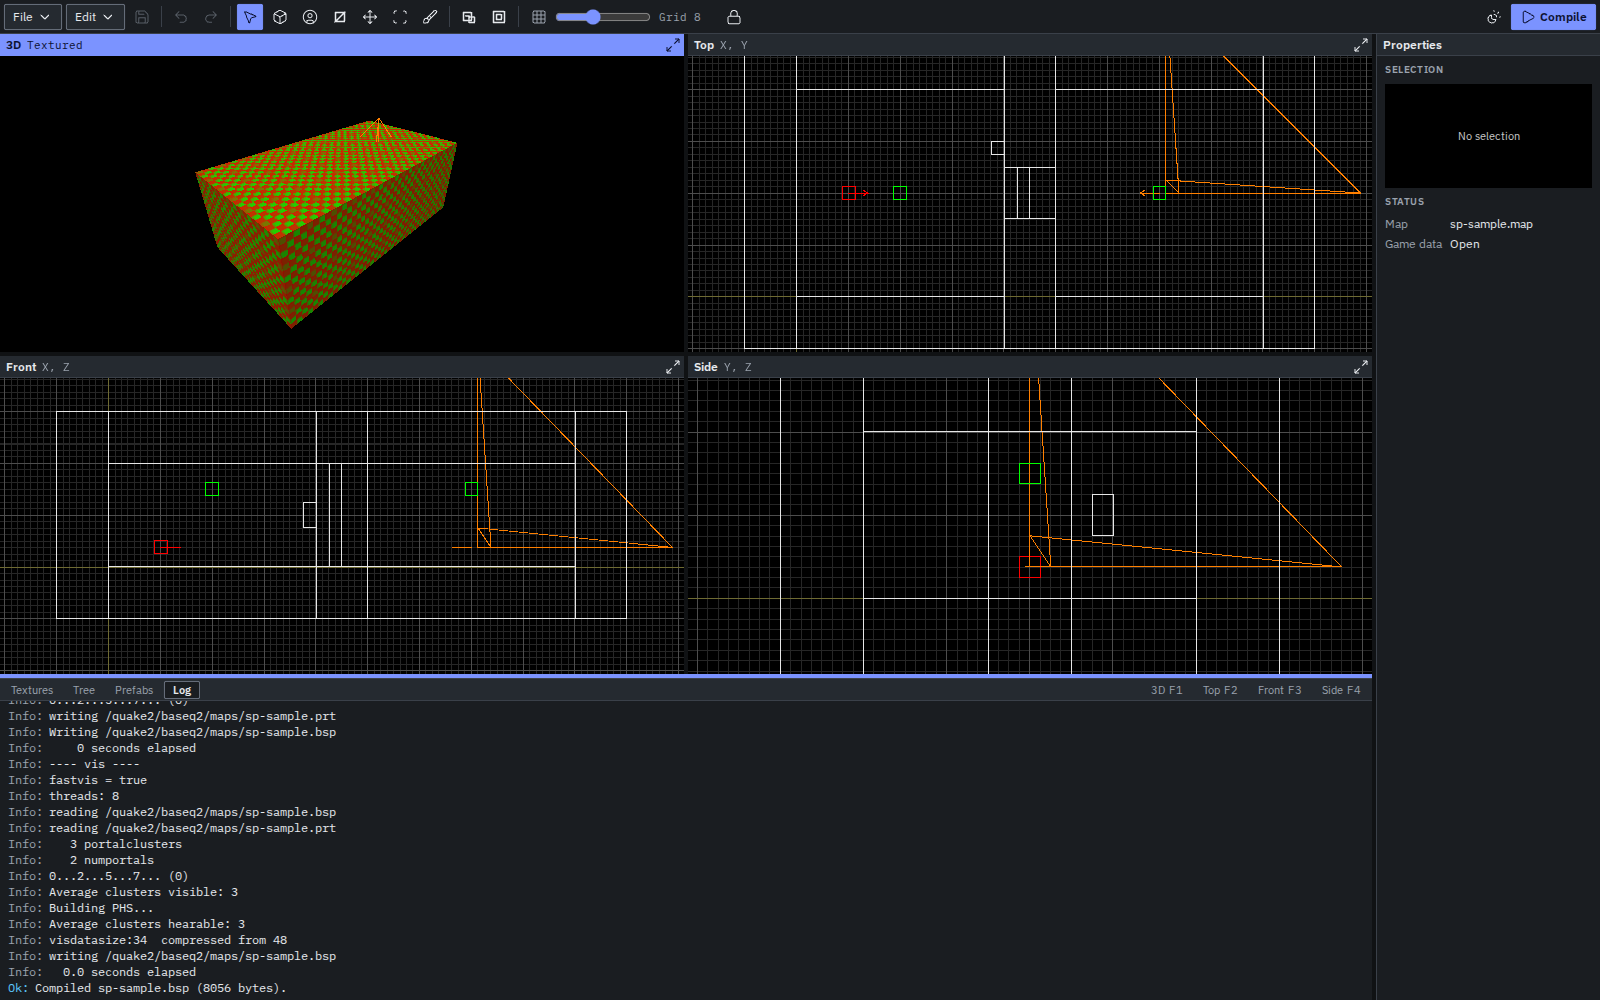 File
Edit
Grid 8
Compile
3D Textured
Top X, Y
Properties
SELECTION
No selection
STATUS
Map sp-sample.map
Game data Open
Front X, Z
Side Y, Z
Textures Tree Prefabs Log
3D F1 Top F2 Front F3 Side F4
Info: 0...2...5...7... (0)
Info: writing /quake2/baseq2/maps/sp-sample.prt
Info: Writing /quake2/baseq2/maps/sp-sample.bsp
Info: 0 seconds elapsed
Info: ---- vis ----
Info: fastvis = true
Info: threads: 8
Info: reading /quake2/baseq2/maps/sp-sample.bsp
Info: reading /quake2/baseq2/maps/sp-sample.prt
Info: 3 portalclusters
Info: 2 numportals
Info: 0...2...5...7... (0)
Info: Average clusters visible: 3
Info: Building PHS...
Info: Average clusters hearable: 3
Info: visdatasize:34 compressed from 48
Info: writing /quake2/baseq2/maps/sp-sample.bsp
Info: 0.0 seconds elapsed
Ok: Compiled sp-sample.bsp (8056 bytes).